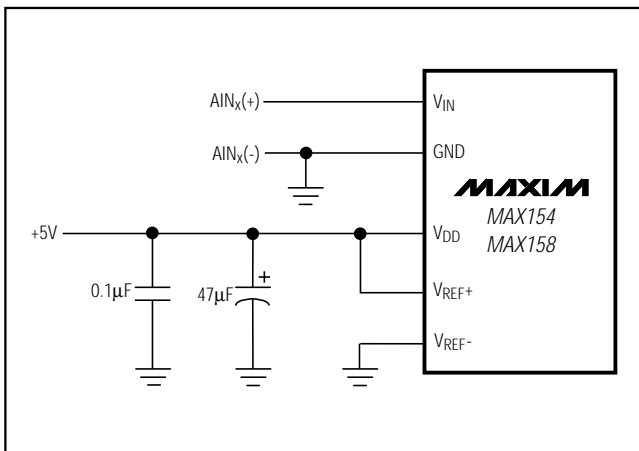 AINx(+)
VIN
AINx(-)
GND
MAXIM
MAX154
MAX158
+5V
VDD
0.1μF
47μF
+
VREF+
VREF-